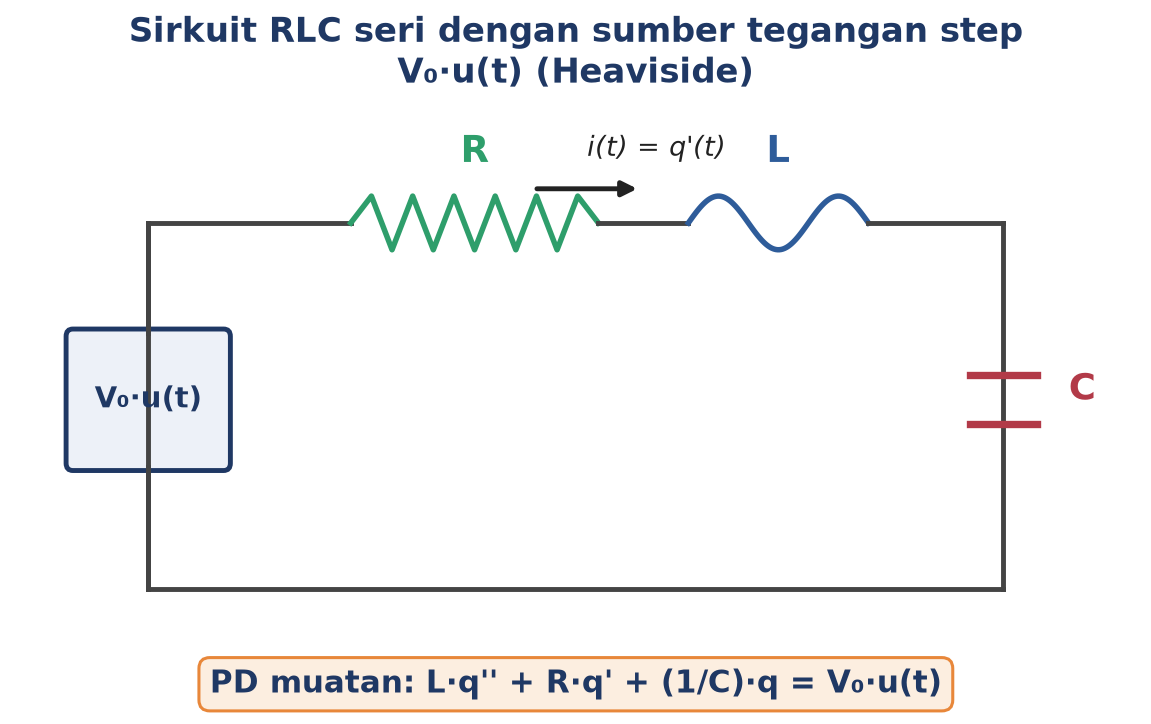 Sirkuit RLC seri dengan sumber tegangan step
V₀·u(t) (Heaviside)
R
i(t) = q'(t)
L
V₀·u(t)
C
PD muatan: L·q'' + R·q' + (1/C)·q = V₀·u(t)